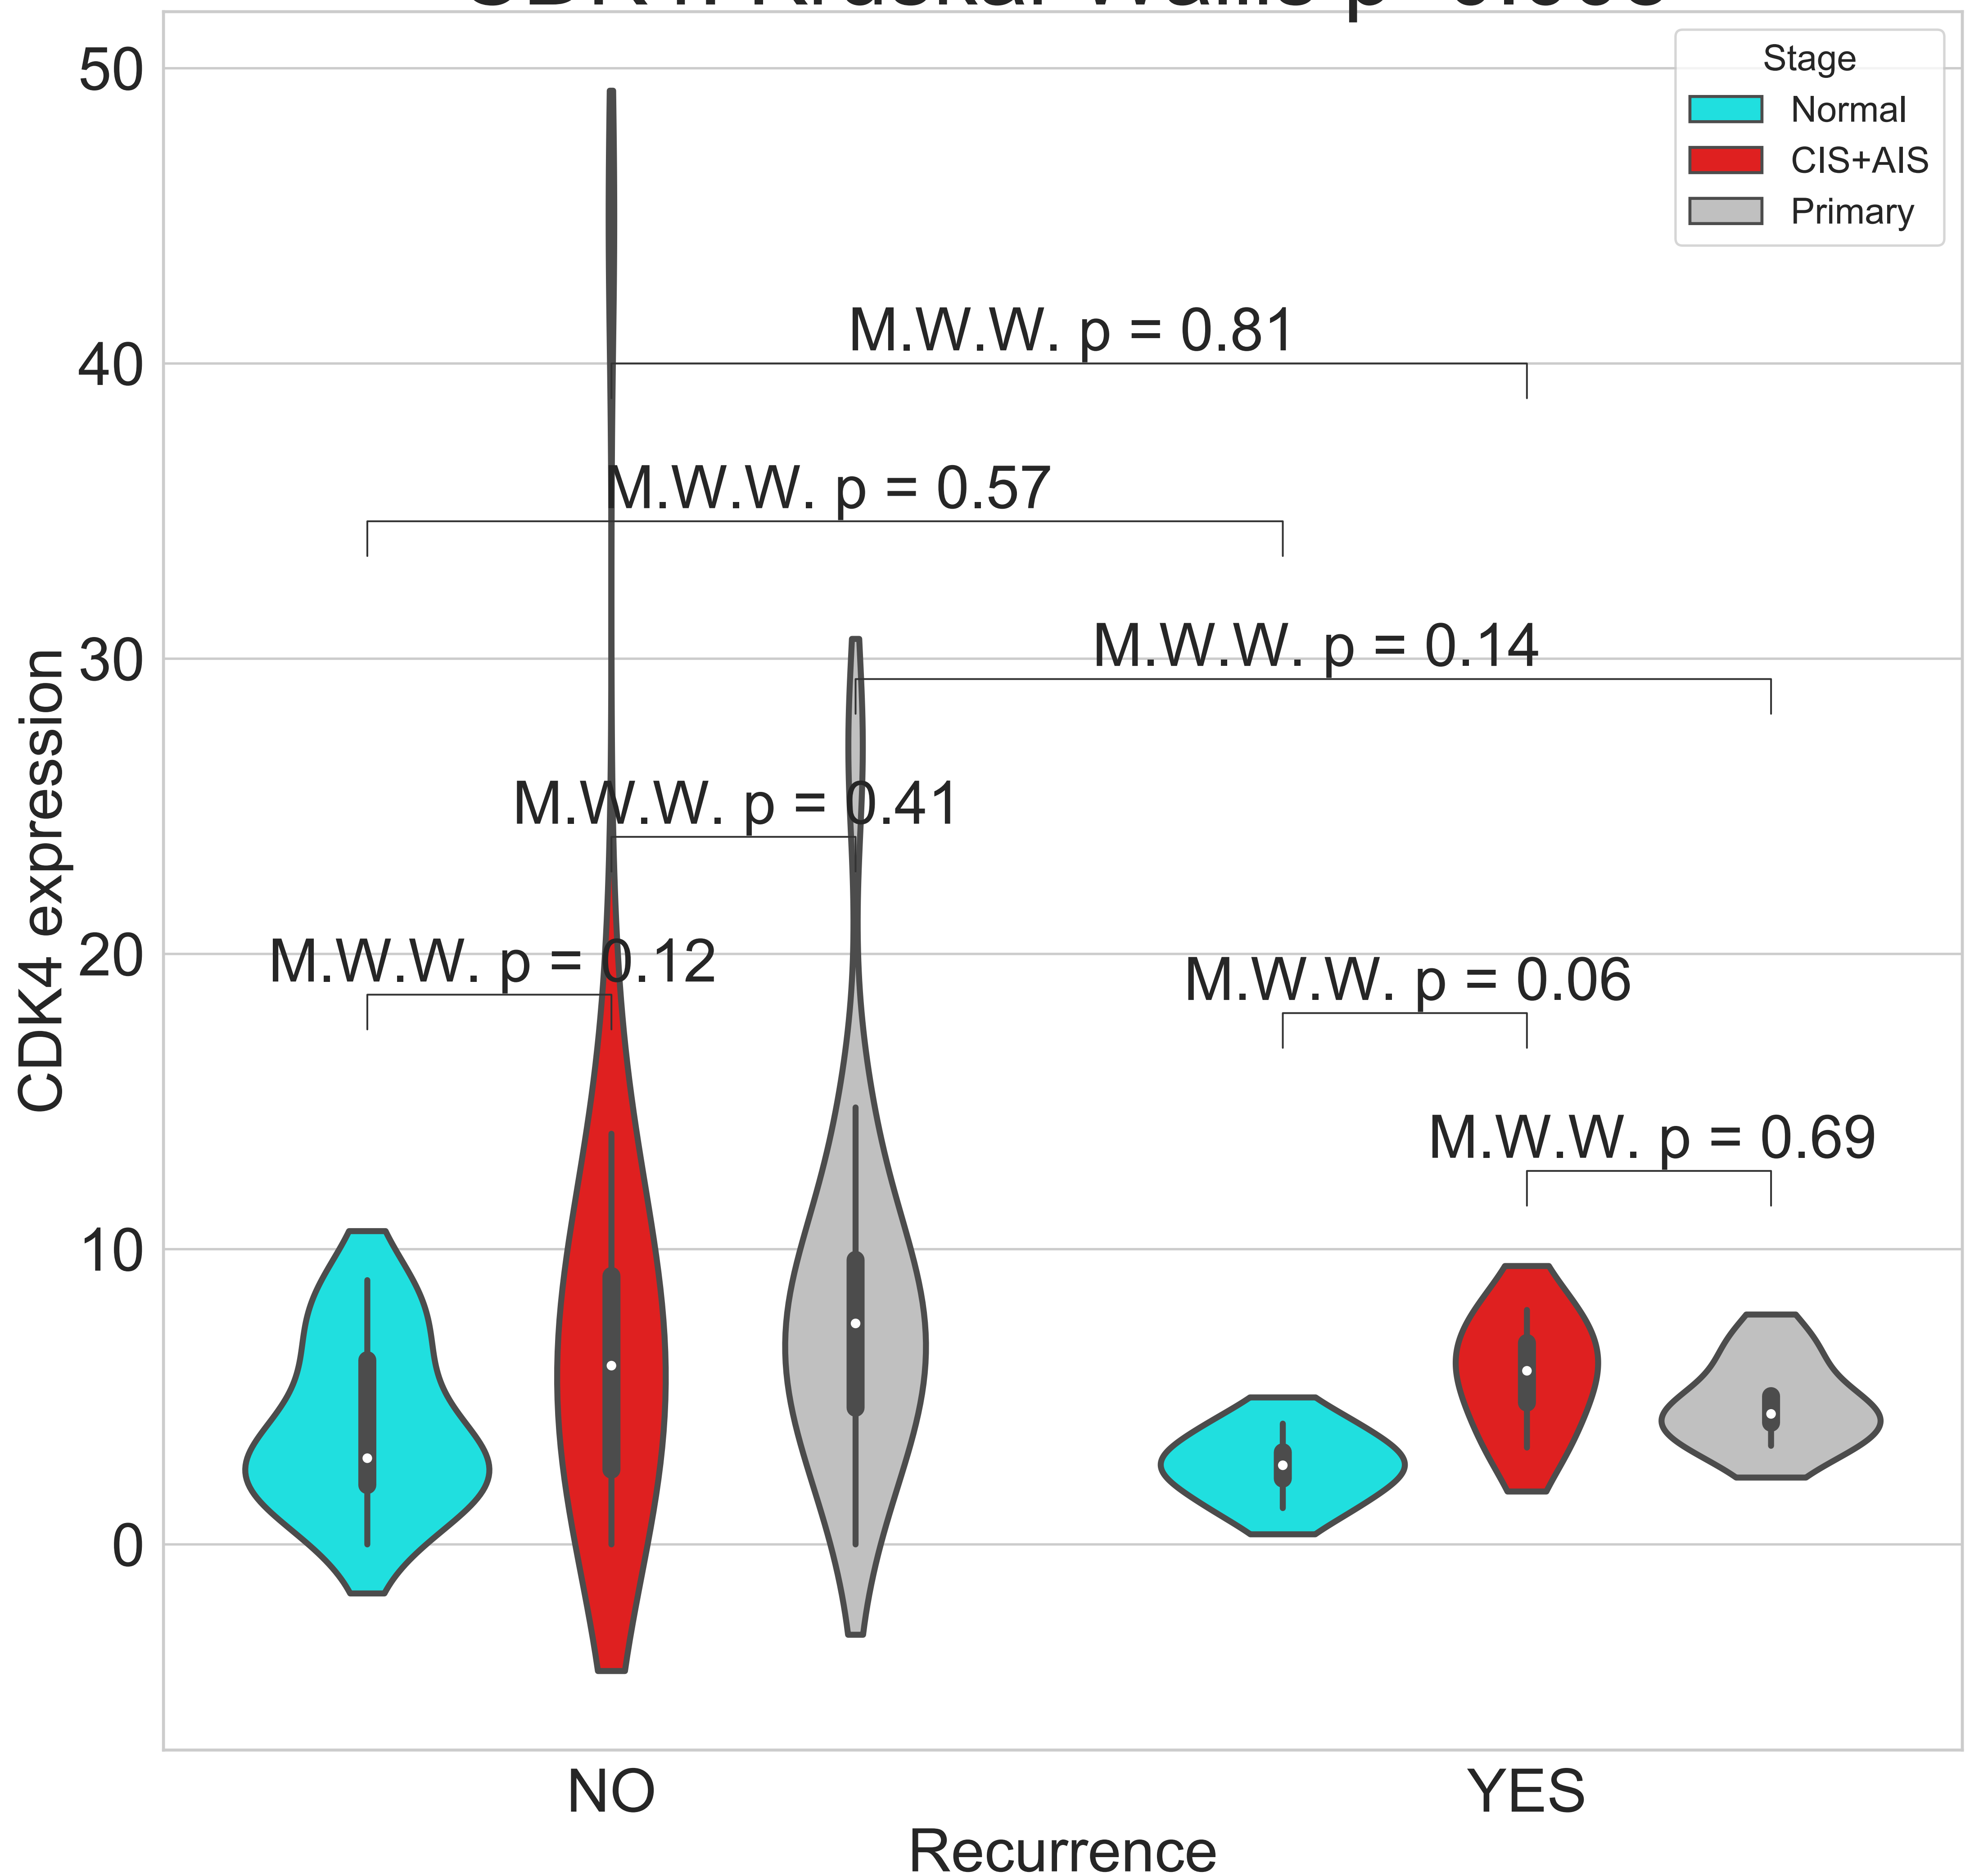 Stage
Normal
CIS+AIS
Primary
50
40
30
20
10
0
CDK4 expression
M.W.W. p = 0.81
M.W.W. p = 0.57
M.W.W. p = 0.14
M.W.W. p = 0.41
M.W.W. p = 0.12
M.W.W. p = 0.06
M.W.W. p = 0.69
NO
YES
Recurrence